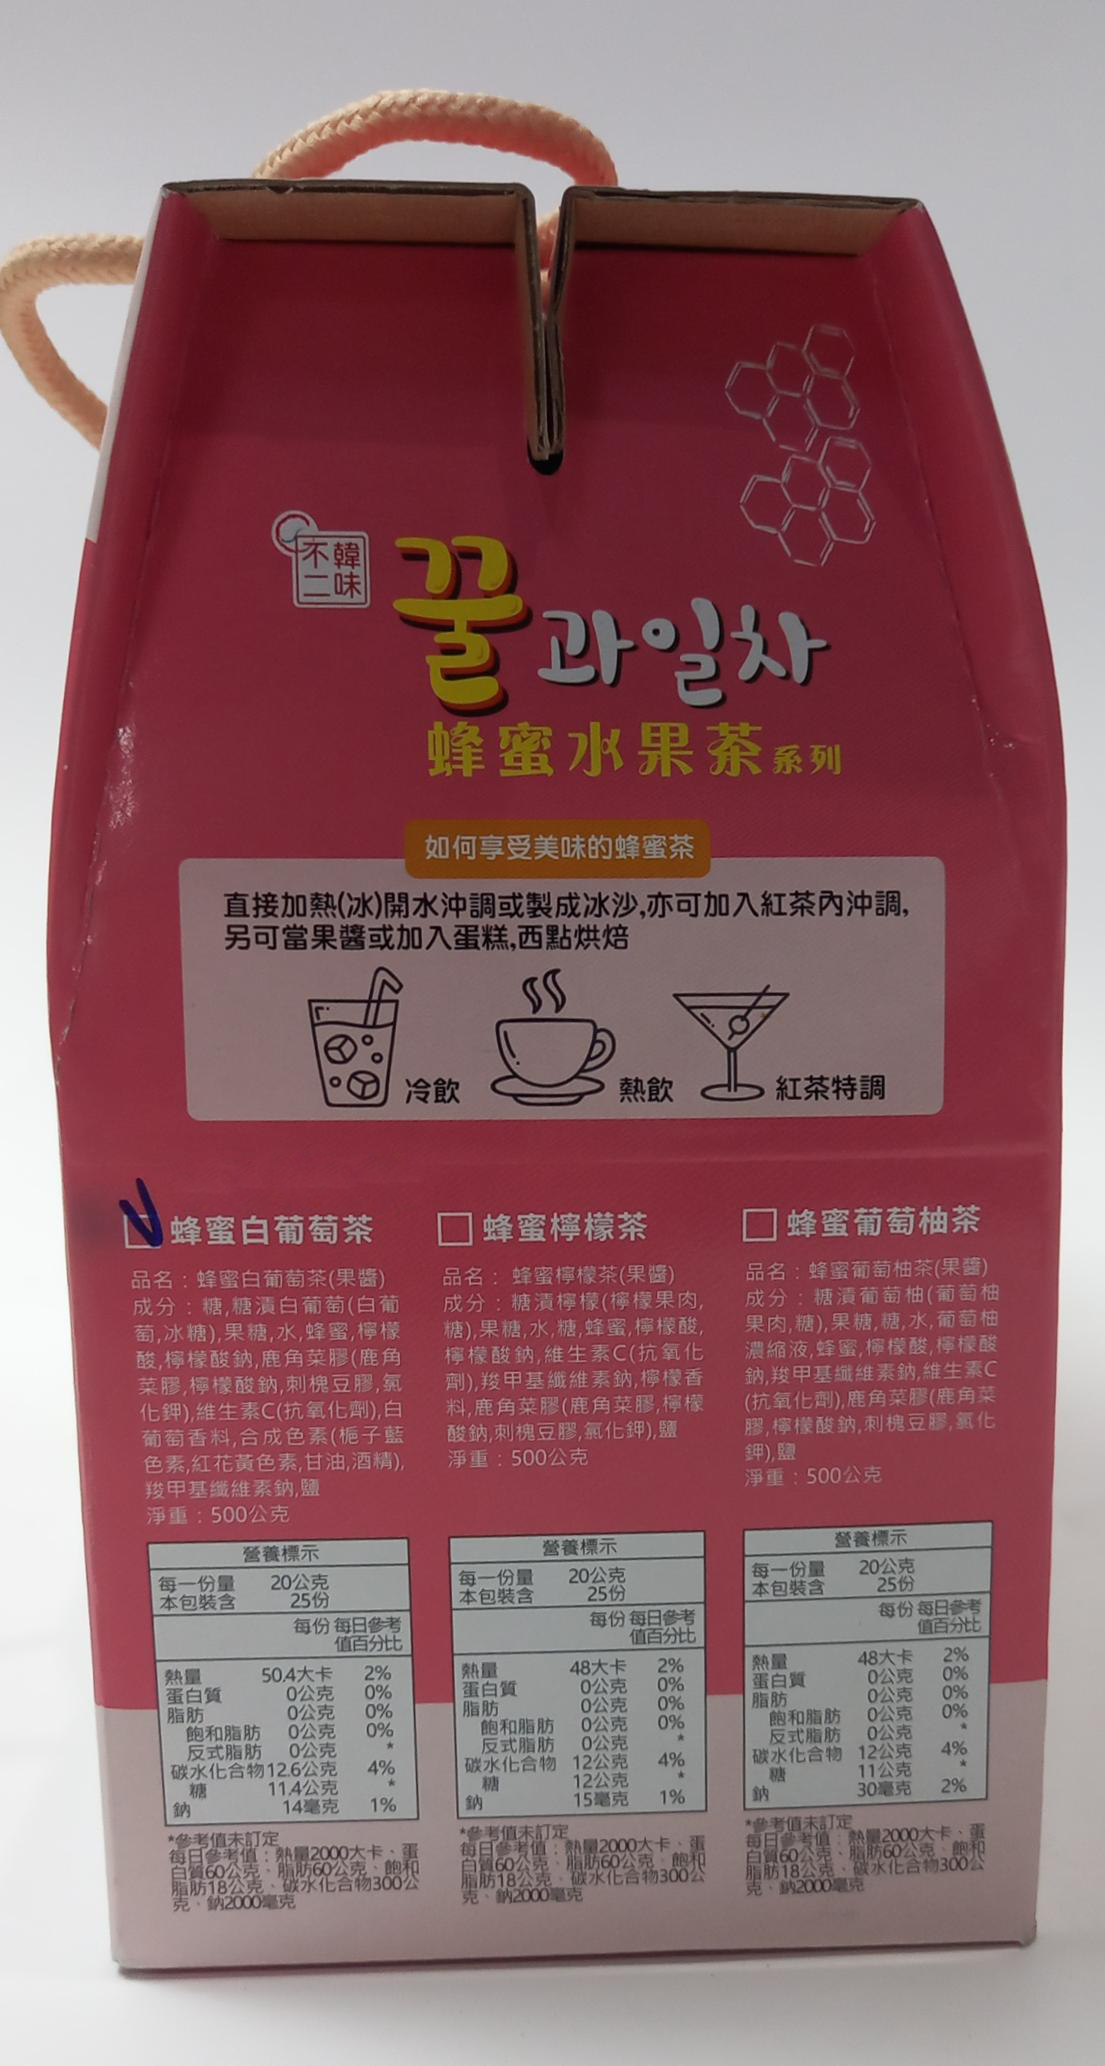 不韓
二味
꿀과일차
蜂蜜水果茶系列
如何享受美味的蜂蜜茶
直接加熱(冰)開水沖調或製成冰沙,亦可加入紅茶內沖調,
另可當果醬或加入蛋糕,西點烘焙
冷飲
熱飲
紅茶特調
蜂蜜白葡萄茶
品名：蜂蜜白葡萄茶(果醬)
成分：糖,糖漬白葡萄(白葡
萄,冰糖),果糖,水,蜂蜜,檸檬
酸,檸檬酸鈉,鹿角菜膠(鹿角
菜膠,檸檬酸鈉,刺槐豆膠,氯
化鉀),維生素C(抗氧化劑),白
葡萄香料,合成色素(梔子藍
色素,紅花黃色素,甘油,酒精),
羧甲基纖維素鈉,鹽
淨重：500公克
營養標示
每一份量 20公克
本包裝含 25份
每份 每日參考
值百分比
熱量 50.4大卡 2%
蛋白質 0公克 0%
脂肪 0公克 0%
飽和脂肪 0公克 0%
反式脂肪 0公克 *
碳水化合物 12.6公克 4%
糖 11.4公克 *
鈉 14毫克 1%
*參考值未訂定
每日參考值：熱量2000大卡、蛋
白質60公克、脂肪60公克、飽和
脂肪18公克、碳水化合物300公
克、鈉2000毫克
蜂蜜檸檬茶
品名：蜂蜜檸檬茶(果醬)
成分：糖漬檸檬(檸檬果肉,
糖),果糖,水,糖,蜂蜜,檸檬酸,
檸檬酸鈉,維生素C(抗氧化
劑),羧甲基纖維素鈉,檸檬香
料,鹿角菜膠(鹿角菜膠,檸檬
酸鈉,刺槐豆膠,氯化鉀),鹽
淨重：500公克
營養標示
每一份量 20公克
本包裝含 25份
每份 每日參考
值百分比
熱量 48大卡 2%
蛋白質 0公克 0%
脂肪 0公克 0%
飽和脂肪 0公克 0%
反式脂肪 0公克 *
碳水化合物 12公克 4%
糖 12公克 *
鈉 15毫克 1%
*參考值未訂定
每日參考值：熱量2000大卡、蛋
白質60公克、脂肪60公克、飽和
脂肪18公克、碳水化合物300公
克、鈉2000毫克
蜂蜜葡萄柚茶
品名：蜂蜜葡萄柚茶(果醬)
成分：糖漬葡萄柚(葡萄柚
果肉,糖),果糖,糖,水,葡萄柚
濃縮液,蜂蜜,檸檬酸,檸檬酸
鈉,羧甲基纖維素鈉,維生素C
(抗氧化劑),鹿角菜膠(鹿角菜
膠,檸檬酸鈉,刺槐豆膠,氯化
鉀),鹽
淨重：500公克
營養標示
每一份量 20公克
本包裝含 25份
每份 每日參考
值百分比
熱量 48大卡 2%
蛋白質 0公克 0%
脂肪 0公克 0%
飽和脂肪 0公克 0%
反式脂肪 0公克 *
碳水化合物 12公克 4%
糖 11公克 *
鈉 30毫克 2%
*參考值未訂定
每日參考值：熱量2000大卡、蛋
白質60公克、脂肪60公克、飽和
脂肪18公克、碳水化合物300公
克、鈉2000毫克